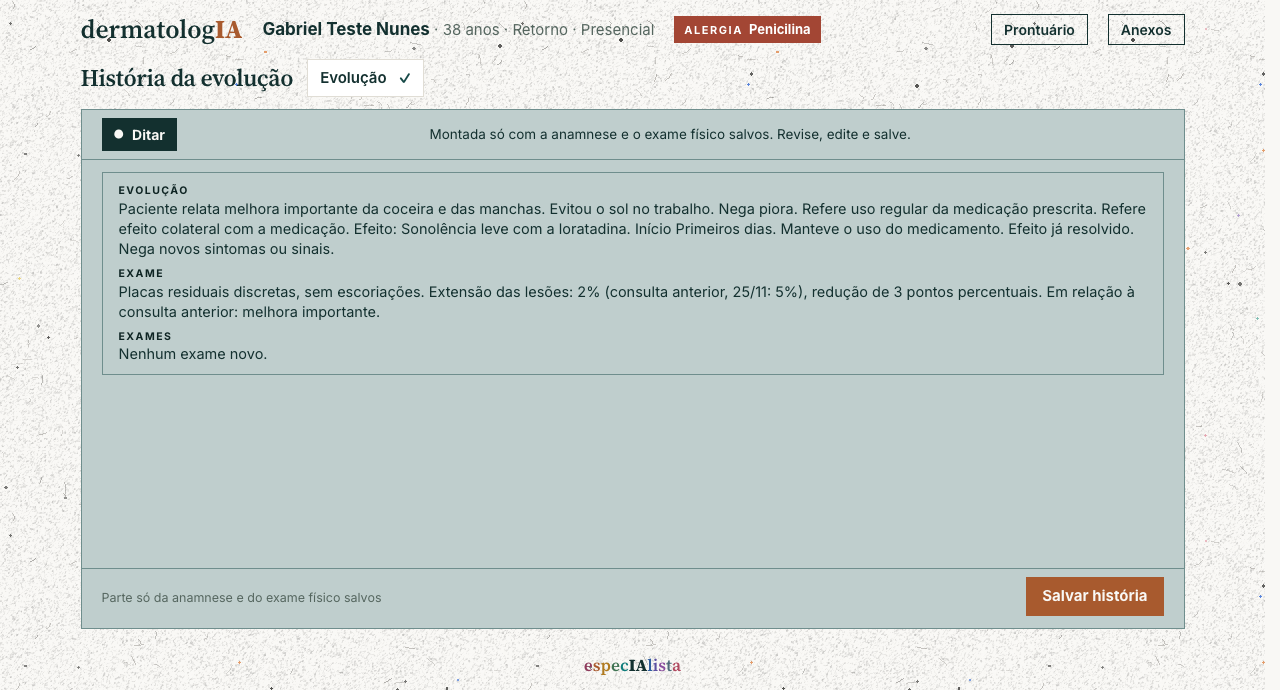 dermatologIA Gabriel Teste Nunes · 38 anos · Retorno · Presencial ALERGIA Penicilina Prontuário Anexos
História da evolução Evolução ✓
Ditar Montada só com a anamnese e o exame físico salvos. Revise, edite e salve.
EVOLUÇÃO
Paciente relata melhora importante da coceira e das manchas. Evitou o sol no trabalho. Nega piora. Refere uso regular da medicação prescrita. Refere
efeito colateral com a medicação. Efeito: Sonolência leve com a loratadina. Início Primeiros dias. Manteve o uso do medicamento. Efeito já resolvido.
Nega novos sintomas ou sinais.
EXAME
Placas residuais discretas, sem escoriações. Extensão das lesões: 2% (consulta anterior, 25/11: 5%), redução de 3 pontos percentuais. Em relação à
consulta anterior: melhora importante.
EXAMES
Nenhum exame novo.
Parte só da anamnese e do exame físico salvos Salvar história
especIAlista